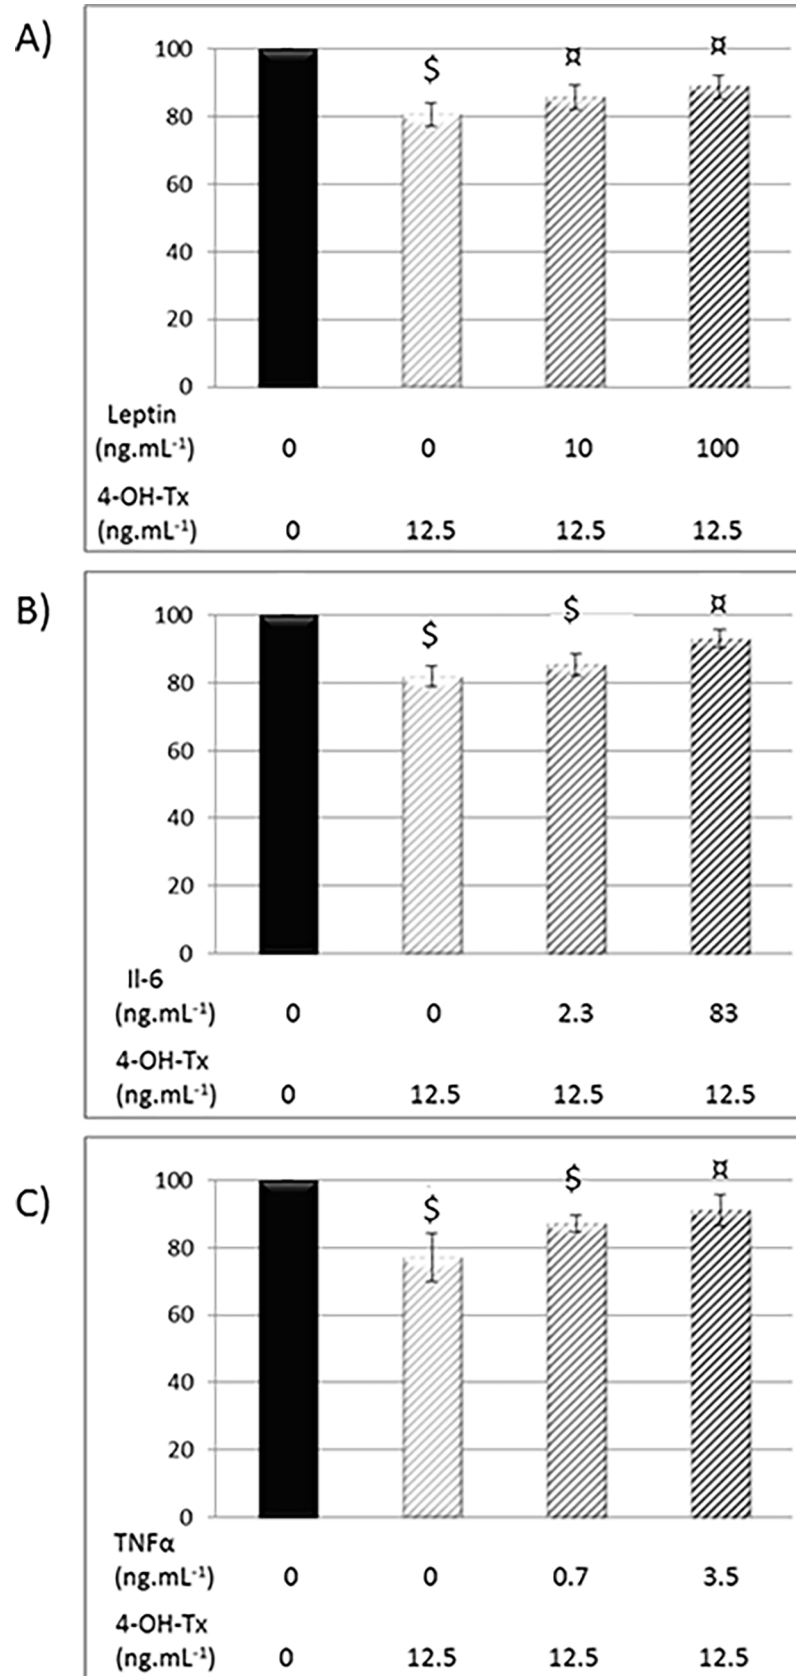 A)
100
$ ¤ ¤
80
60
40
20
0
Leptin
(ng.mL⁻¹) 0 0 10 100
4-OH-Tx
(ng.mL⁻¹) 0 12.5 12.5 12.5
B)
100
$ $ ¤
80
60
40
20
0
Il-6
(ng.mL⁻¹) 0 0 2.3 83
4-OH-Tx
(ng.mL⁻¹) 0 12.5 12.5 12.5
C)
100
$ $ ¤
80
60
40
20
0
TNFα
(ng.mL⁻¹) 0 0 0.7 3.5
4-OH-Tx
(ng.mL⁻¹) 0 12.5 12.5 12.5